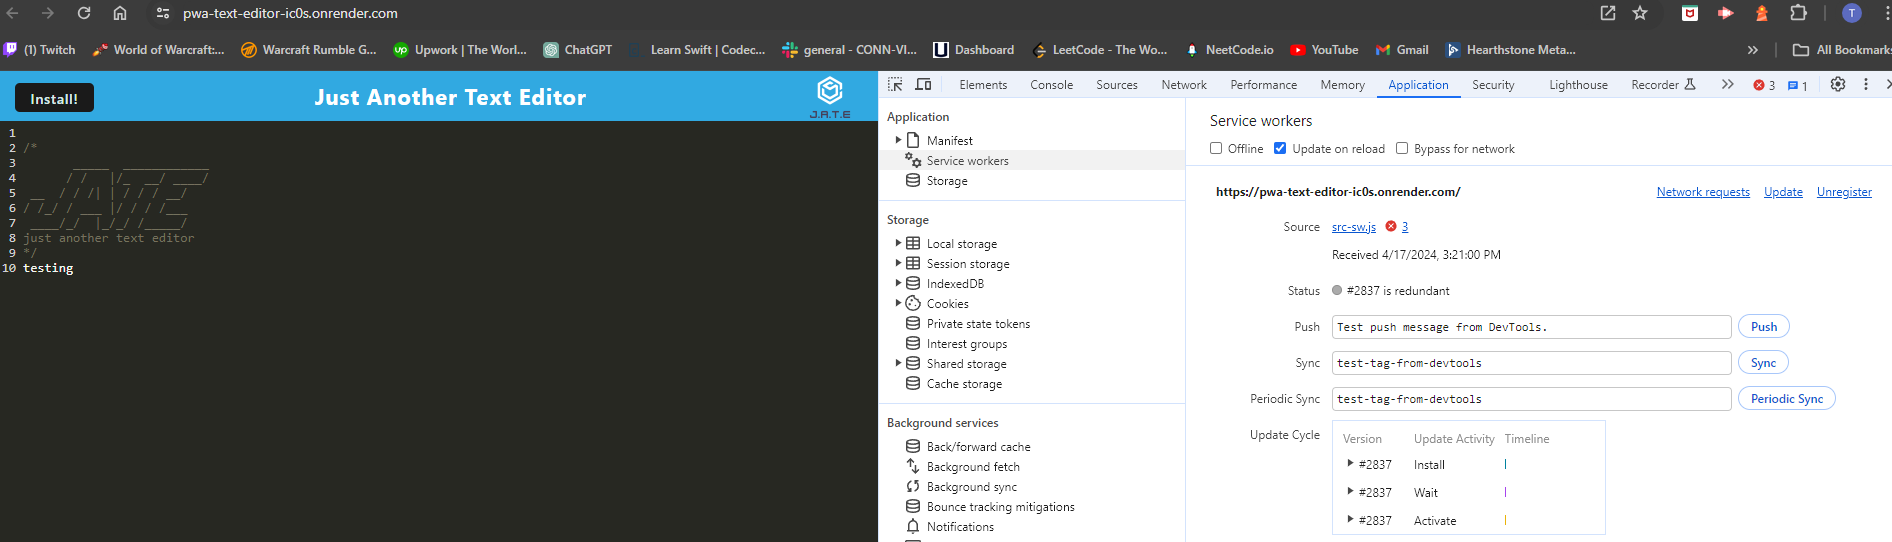 pwa-text-editor-ic0s.onrender.com
T
(1) Twitch World of Warcraft:... Warcraft Rumble G... Upwork | The Worl... ChatGPT Learn Swift | Codec... general - CONN-VI... Dashboard LeetCode - The Wo... NeetCode.io YouTube Gmail Hearthstone Meta... » All Bookmarks
Install!
Just Another Text Editor
J.A.T.E
1
2 /*
3
4
5
6
7
8 just another text editor
9 */
10 testing
Elements Console Sources Network Performance Memory Application Security Lighthouse Recorder » 3 1
Application
Manifest
Service workers
Storage
Storage
Local storage
Session storage
IndexedDB
Cookies
Private state tokens
Interest groups
Shared storage
Cache storage
Background services
Back/forward cache
Background fetch
Background sync
Bounce tracking mitigations
Notifications
Service workers
Offline Update on reload Bypass for network
https://pwa-text-editor-ic0s.onrender.com/ Network requests Update Unregister
Source src-sw.js 3
Received 4/17/2024, 3:21:00 PM
Status #2837 is redundant
Push Test push message from DevTools. Push
Sync test-tag-from-devtools Sync
Periodic Sync test-tag-from-devtools Periodic Sync
Update Cycle Version Update Activity Timeline
#2837 Install
#2837 Wait
#2837 Activate